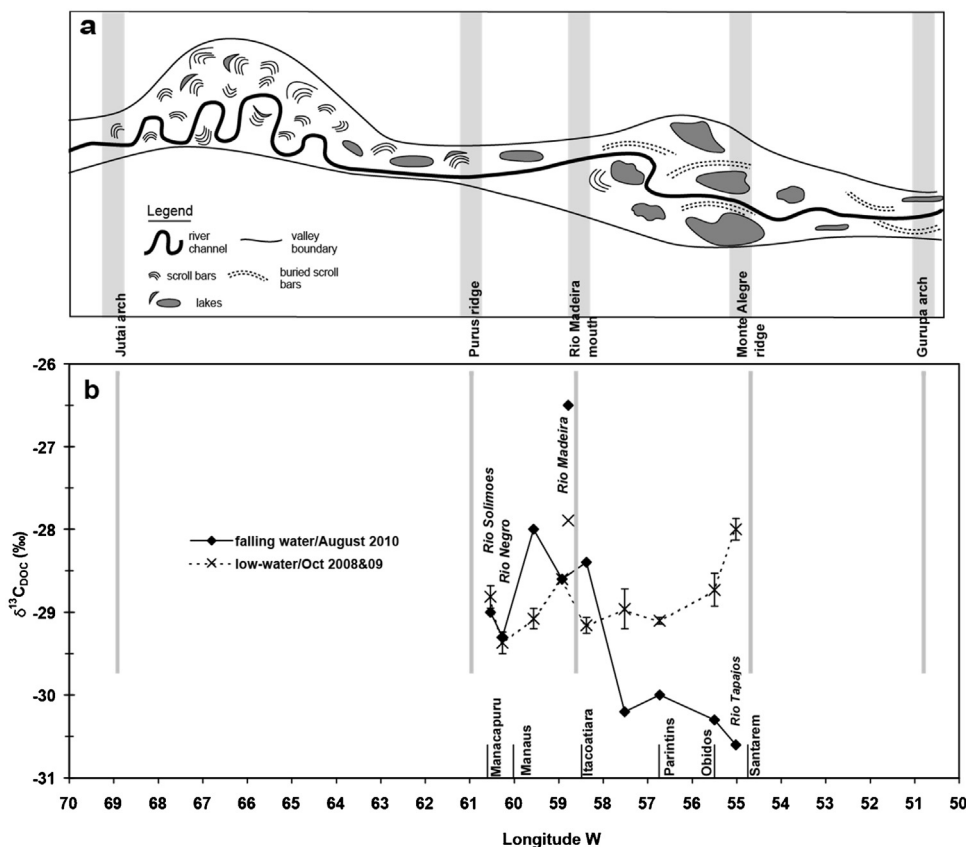 a
Legend
river
channel
valley
boundary
scroll bars
buried scroll
bars
lakes
Jutai arch
Purus ridge
Rio Madeira
mouth
Monte Alegre
ridge
Gurupa arch
b
-26
-27
-28
-29
-30
-31
δ13CDOC (‰)
falling water/August 2010
low-water/Oct 2008&09
Rio Solimoes
Rio Negro
Rio Madeira
Rio Tapajos
Manacapuru
Manaus
Itacoatiara
Parintins
Obidos
Santarem
70 69 68 67 66 65 64 63 62 61 60 59 58 57 56 55 54 53 52 51 50
Longitude W